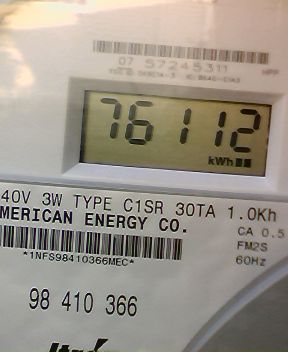 07 57245311
76112
kWh
40V 3W TYPE C1SR 30TA 1.0Kh
MERICAN ENERGY CO.
CA 0.5
FM2S
60Hz
*1NFS98410366MEC*
98 410 366